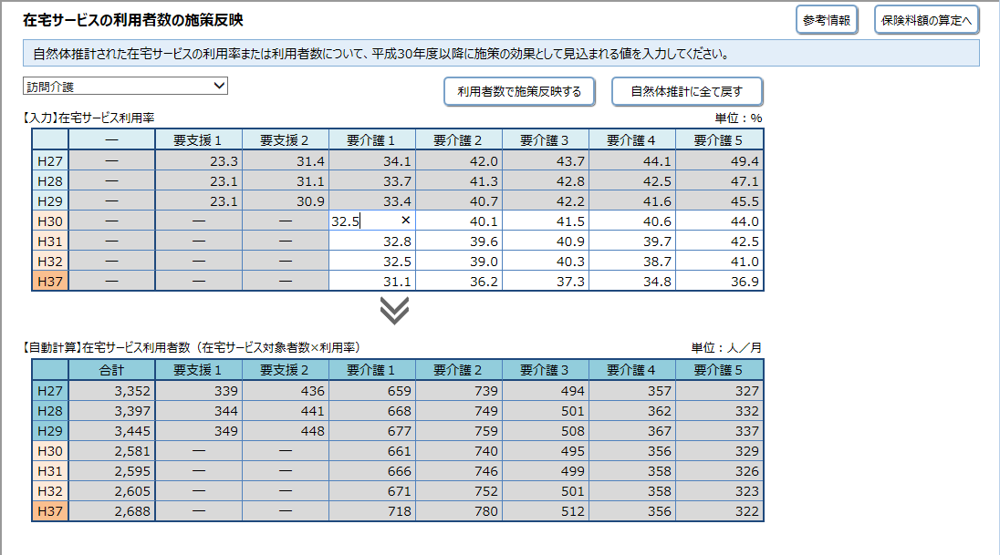 在宅サービスの利用者数の施策反映
参考情報 保険料額の算定へ
自然体推計された在宅サービスの利用率または利用者数について、平成30年度以降に施策の効果として見込まれる値を入力してください。
訪問介護
利用者数で施策反映する 自然体推計に全て戻す
【入力】在宅サービス利用率 単位：%
― 要支援1 要支援2 要介護1 要介護2 要介護3 要介護4 要介護5
H27 ― 23.3 31.4 34.1 42.0 43.7 44.1 49.4
H28 ― 23.1 31.1 33.7 41.3 42.8 42.5 47.1
H29 ― 23.1 30.9 33.4 40.7 42.2 41.6 45.5
H30 ― ― ― 32.5 × 40.1 41.5 40.6 44.0
H31 ― ― ― 32.8 39.6 40.9 39.7 42.5
H32 ― ― ― 32.5 39.0 40.3 38.7 41.0
H37 ― ― ― 31.1 36.2 37.3 34.8 36.9
【自動計算】在宅サービス利用者数（在宅サービス対象者数×利用率） 単位：人／月
合計 要支援1 要支援2 要介護1 要介護2 要介護3 要介護4 要介護5
H27 3,352 339 436 659 739 494 357 327
H28 3,397 344 441 668 749 501 362 332
H29 3,445 349 448 677 759 508 367 337
H30 2,581 ― ― 661 740 495 356 329
H31 2,595 ― ― 666 746 499 358 326
H32 2,605 ― ― 671 752 501 358 323
H37 2,688 ― ― 718 780 512 356 322